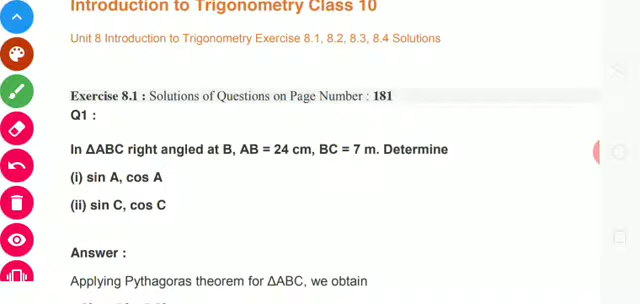 Introduction to Trigonometry Class 10
Unit 8 Introduction to Trigonometry Exercise 8.1, 8.2, 8.3, 8.4 Solutions
Exercise 8.1 : Solutions of Questions on Page Number : 181
Q1 :
In ΔABC right angled at B, AB = 24 cm, BC = 7 m. Determine
(i) sin A, cos A
(ii) sin C, cos C
Answer :
Applying Pythagoras theorem for ΔABC, we obtain